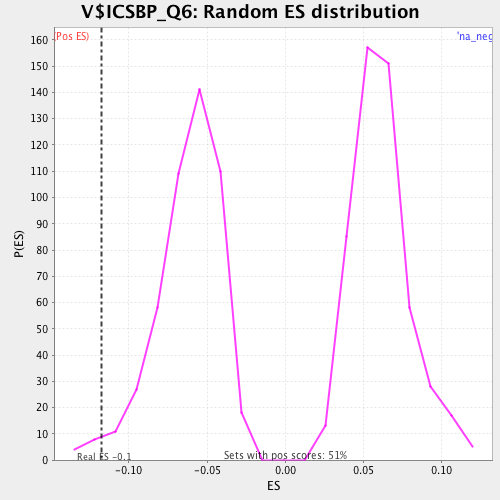 V$ICSBP_Q6: Random ES distribution
Pos ES)
'na_neg
160
150
140
130
120
110
100
90
80
70
60
50
40
30
20
10
0
P(ES)
Real ES -0.1
Sets with pos scores: 51%
-0.10 -0.05 0.00 0.05 0.10
ES